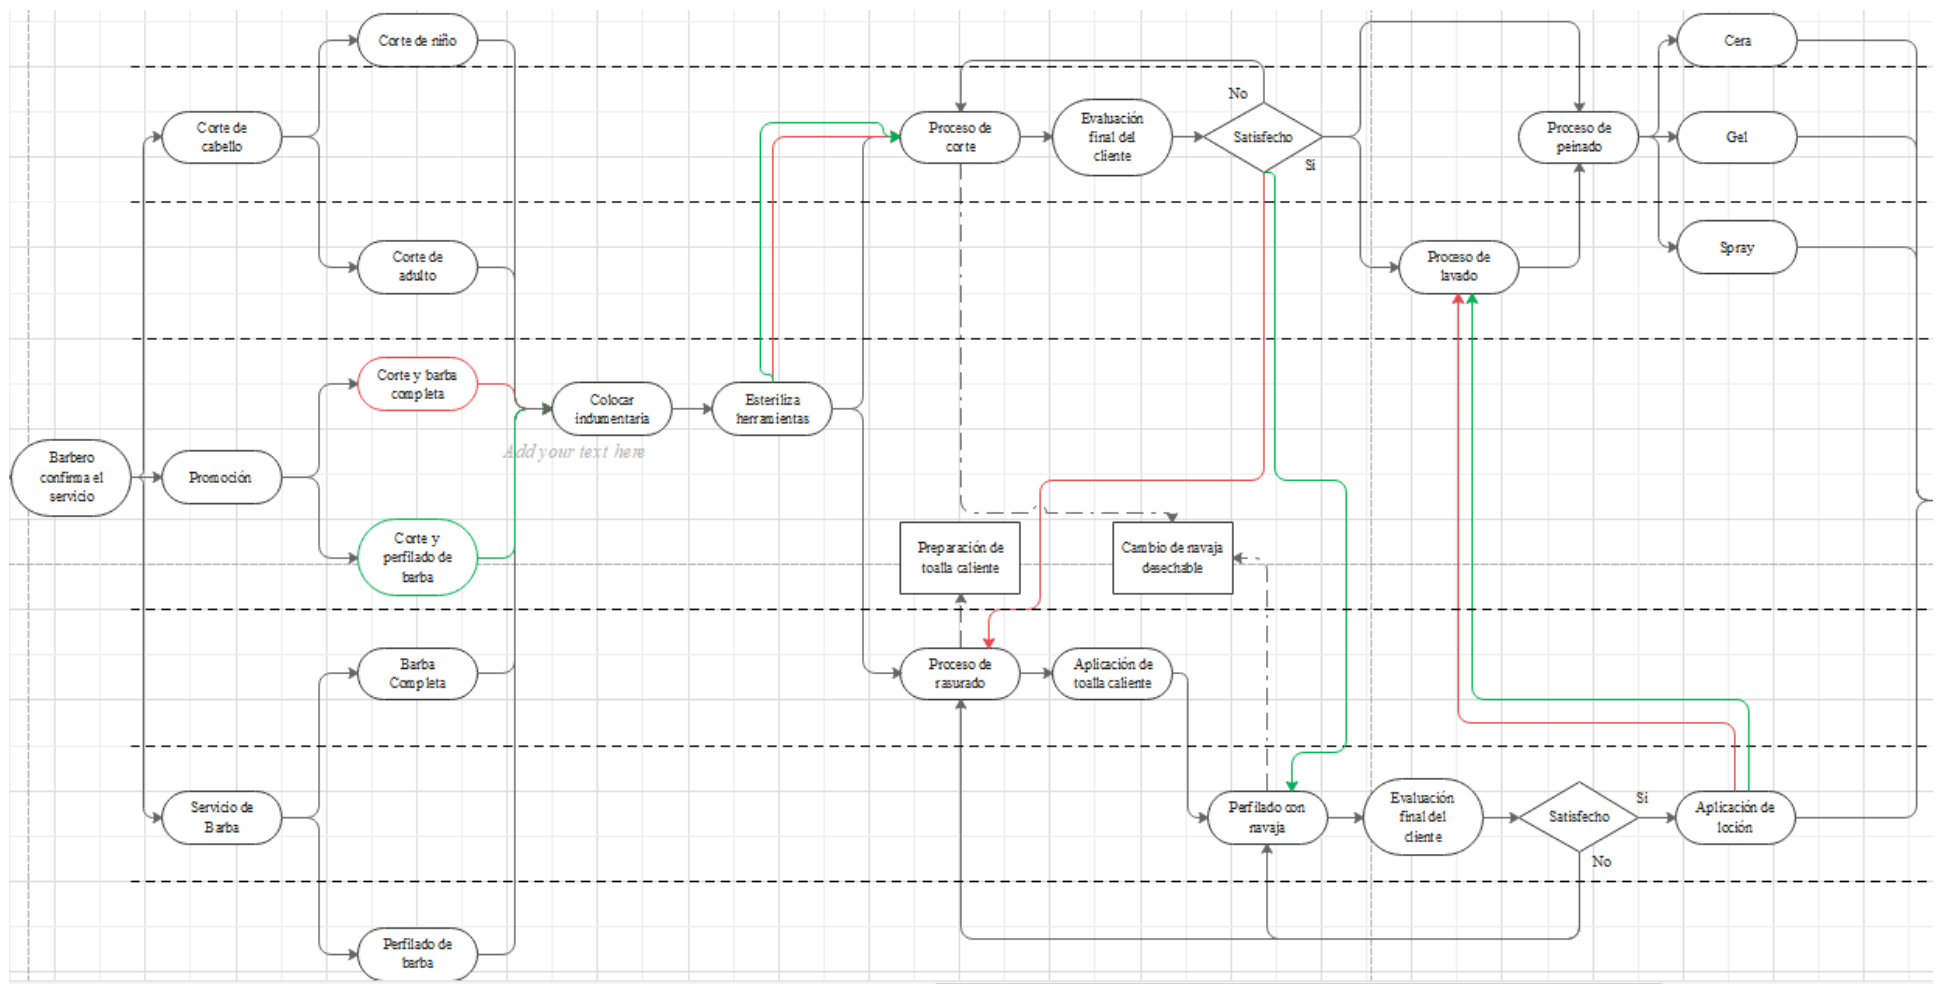 Corte de niño
Cera
No
Corte de
cabello
Proceso de
corte
Evaluación
final del
cliente
Satisfecho
Si
Proceso de
peinado
Gel
Corte de
adulto
Proceso de
lavado
Spray
Corte y barba
completa
Colocar
indumentaria
Esteriliza
herramientas
Add your text here
Barbero
confirma el
servicio
Promoción
Corte y
perfilado de
barba
Preparación de
toalla caliente
Cambio de navaja
desechable
Barba
Completa
Proceso de
rasurado
Aplicación de
toalla caliente
Servicio de
Barba
Perfilado con
navaja
Evaluación
final del
cliente
Satisfecho
Si
No
Aplicación de
loción
Perfilado de
barba